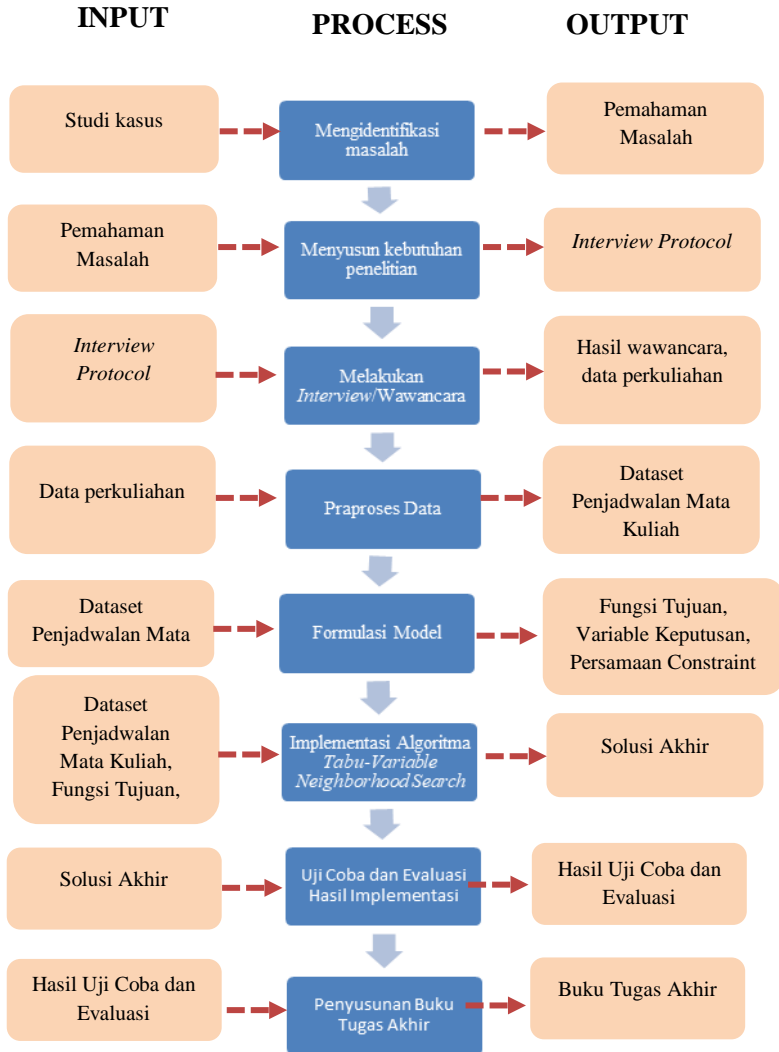 INPUT
PROCESS
OUTPUT
Studi kasus
Mengidentifikasi
masalah
Pemahaman
Masalah
Pemahaman
Masalah
Menyusun kebutuhan
penelitian
Interview Protocol
Interview
Protocol
Melakukan
Interview/Wawancara
Hasil wawancara,
data perkuliahan
Data perkuliahan
Praproses Data
Dataset
Penjadwalan Mata
Kuliah
Dataset
Penjadwalan Mata
Formulasi Model
Fungsi Tujuan,
Variable Keputusan,
Persamaan Constraint
Dataset
Penjadwalan
Mata Kuliah,
Fungsi Tujuan,
Implementasi Algoritma
Tabu-Variable
Neighborhood Search
Solusi Akhir
Solusi Akhir
Uji Coba dan Evaluasi
Hasil Implementasi
Hasil Uji Coba dan
Evaluasi
Hasil Uji Coba dan
Evaluasi
Penyusunan Buku
Tugas Akhir
Buku Tugas Akhir